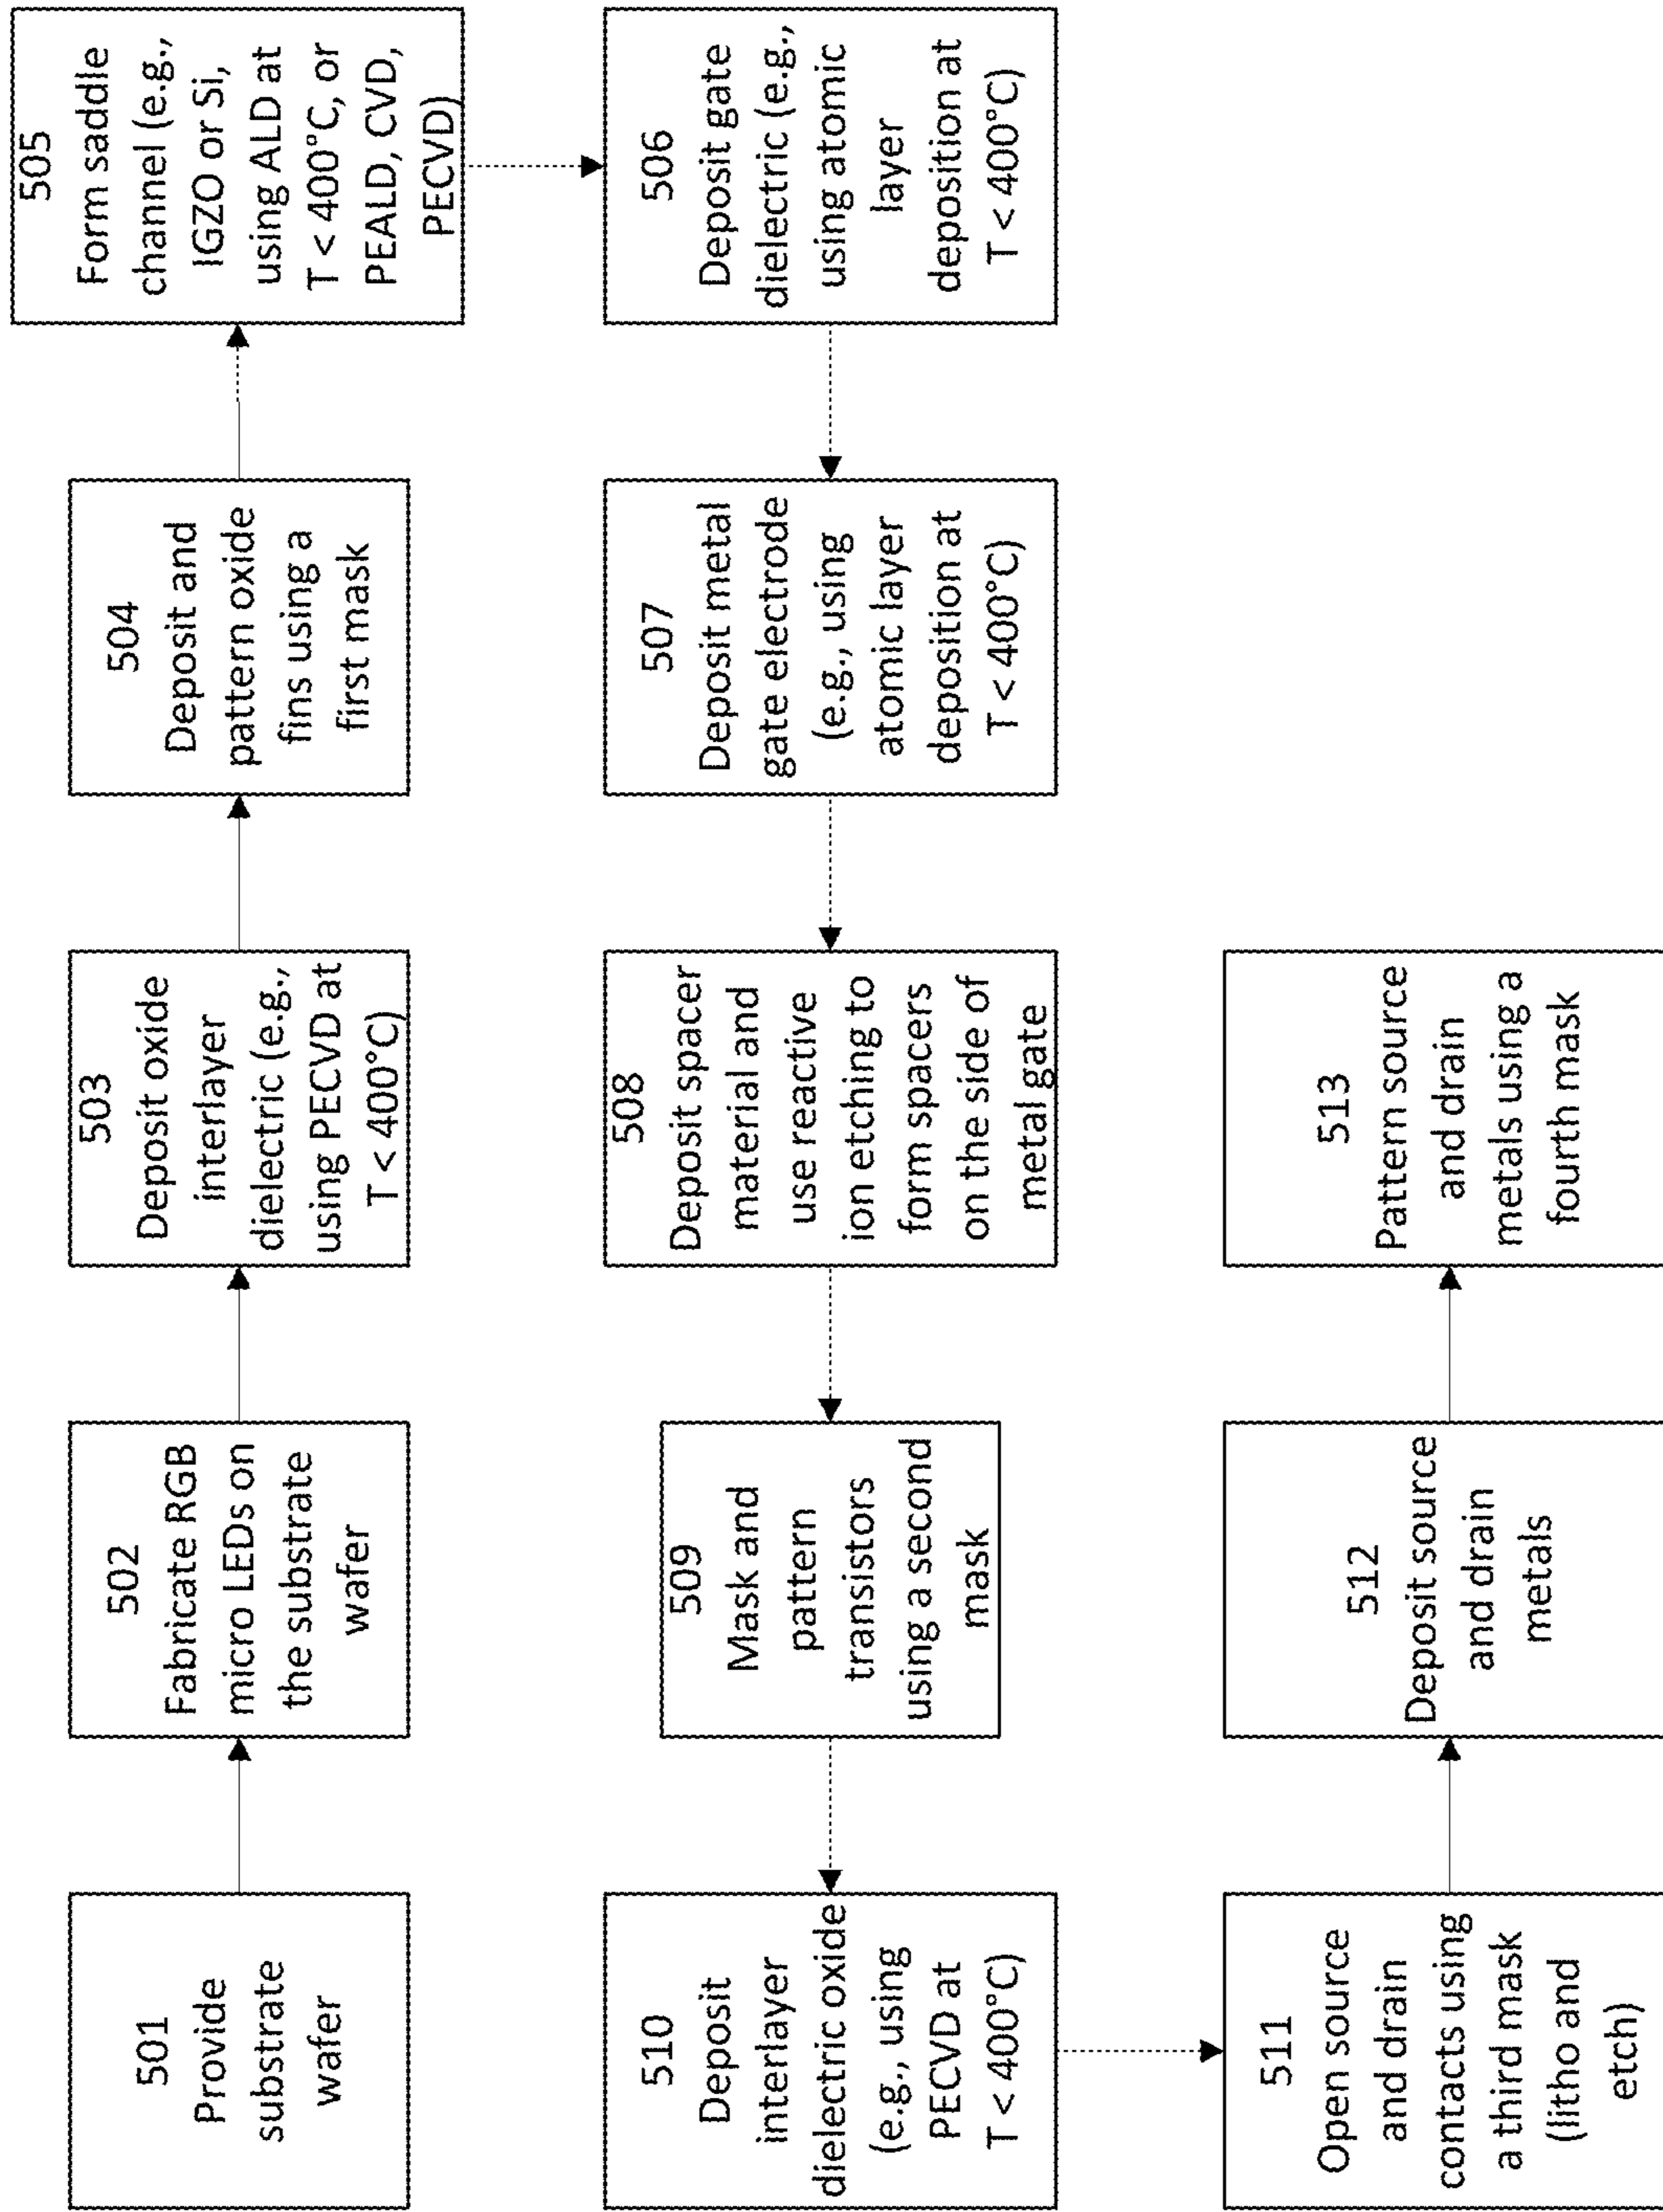 501
Provide
substrate
wafer
502
Fabricate RGB
micro LEDs on
the substrate
wafer
503
Deposit oxide
interlayer
dielectric (e.g.,
using PECVD at
T < 400°C)
504
Deposit and
pattern oxide
fins using a
first mask
505
Form saddle
channel (e.g.,
IGZO or Si,
using ALD at
T < 400°C, or
PEALD, CVD,
PECVD)
506
Deposit gate
dielectric (e.g.,
using atomic
layer
deposition at
T < 400°C)
507
Deposit metal
gate electrode
(e.g., using
atomic layer
deposition at
T < 400°C)
508
Deposit spacer
material and
use reactive
ion etching to
form spacers
on the side of
metal gate
509
Mask and
pattern
transistors
using a second
mask
510
Deposit
interlayer
dielectric oxide
(e.g., using
PECVD at
T < 400°C)
511
Open source
and drain
contacts using
a third mask
(litho and
etch)
512
Deposit source
and drain
metals
513
Pattern source
and drain
metals using a
fourth mask